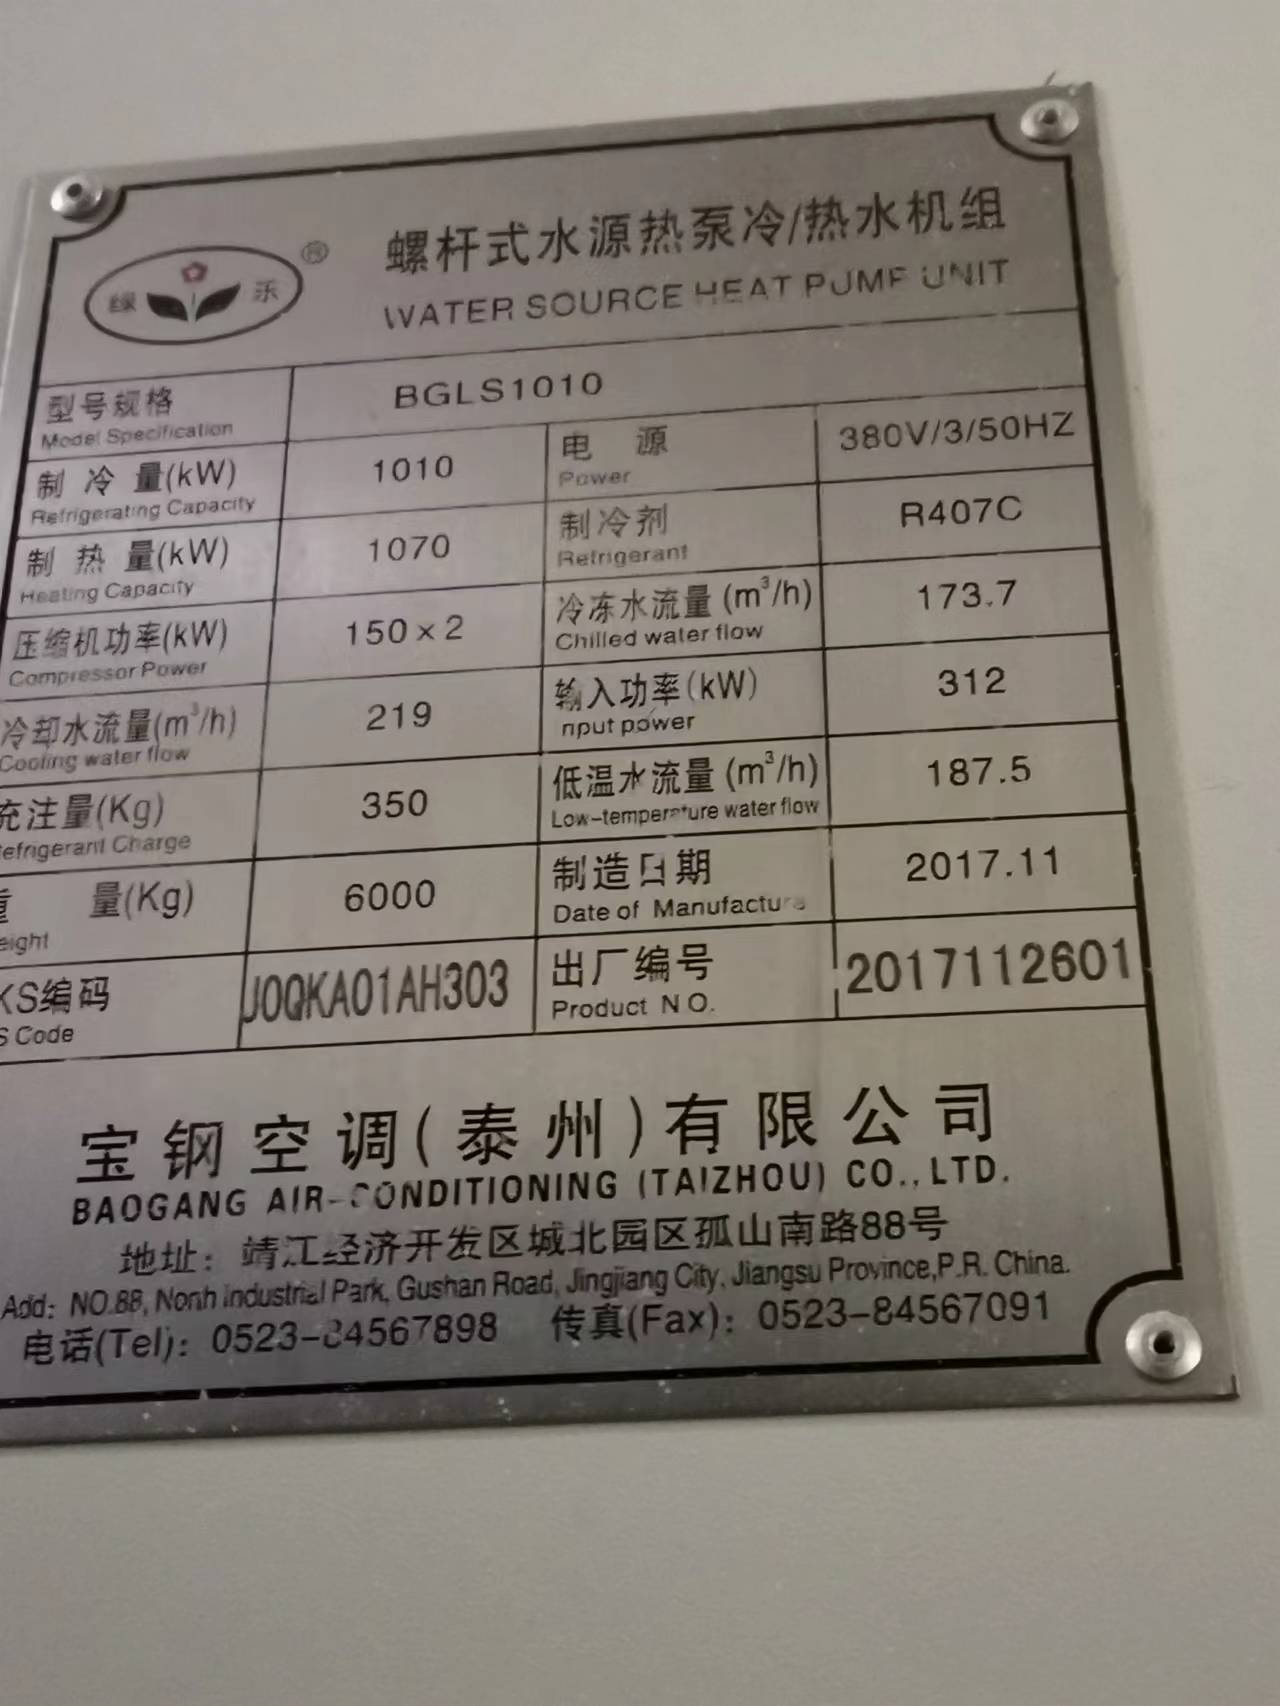 绿 乐 ®
螺杆式水源热泵冷/热水机组
WATER SOURCE HEAT PUMP UNIT
型号规格 BGLS1010
Model Specification
制 冷 量(kW) 1010 电 源 380V/3/50HZ
Refrigerating Capacity Power
制 热 量(kW) 1070 制冷剂 R407C
Heating Capacity Refrigerant
压缩机功率(kW) 150×2 冷冻水流量(m³/h) 173.7
Compressor Power Chilled water flow
冷却水流量(m³/h) 219 输入功率(kW) 312
Cooling water flow nput power
充注量(Kg) 350 低温水流量(m³/h) 187.5
efrigerant Charge Low-temperature water flow
重 量(Kg) 6000 制造日期 2017.11
eight Date of Manufacture
KS编码 J0QKA01AH303 出厂编号 2017112601
S Code Product NO.
宝钢空调(泰州)有限公司
BAOGANG AIR-CONDITIONING (TAIZHOU) CO.,LTD.
地址：靖江经济开发区城北园区孤山南路88号
Add: NO.88, North Industrial Park, Gushan Road, Jingjiang City, Jiangsu Province,P.R. China.
电话(Tel)：0523-84567898 传真(Fax)：0523-84567091